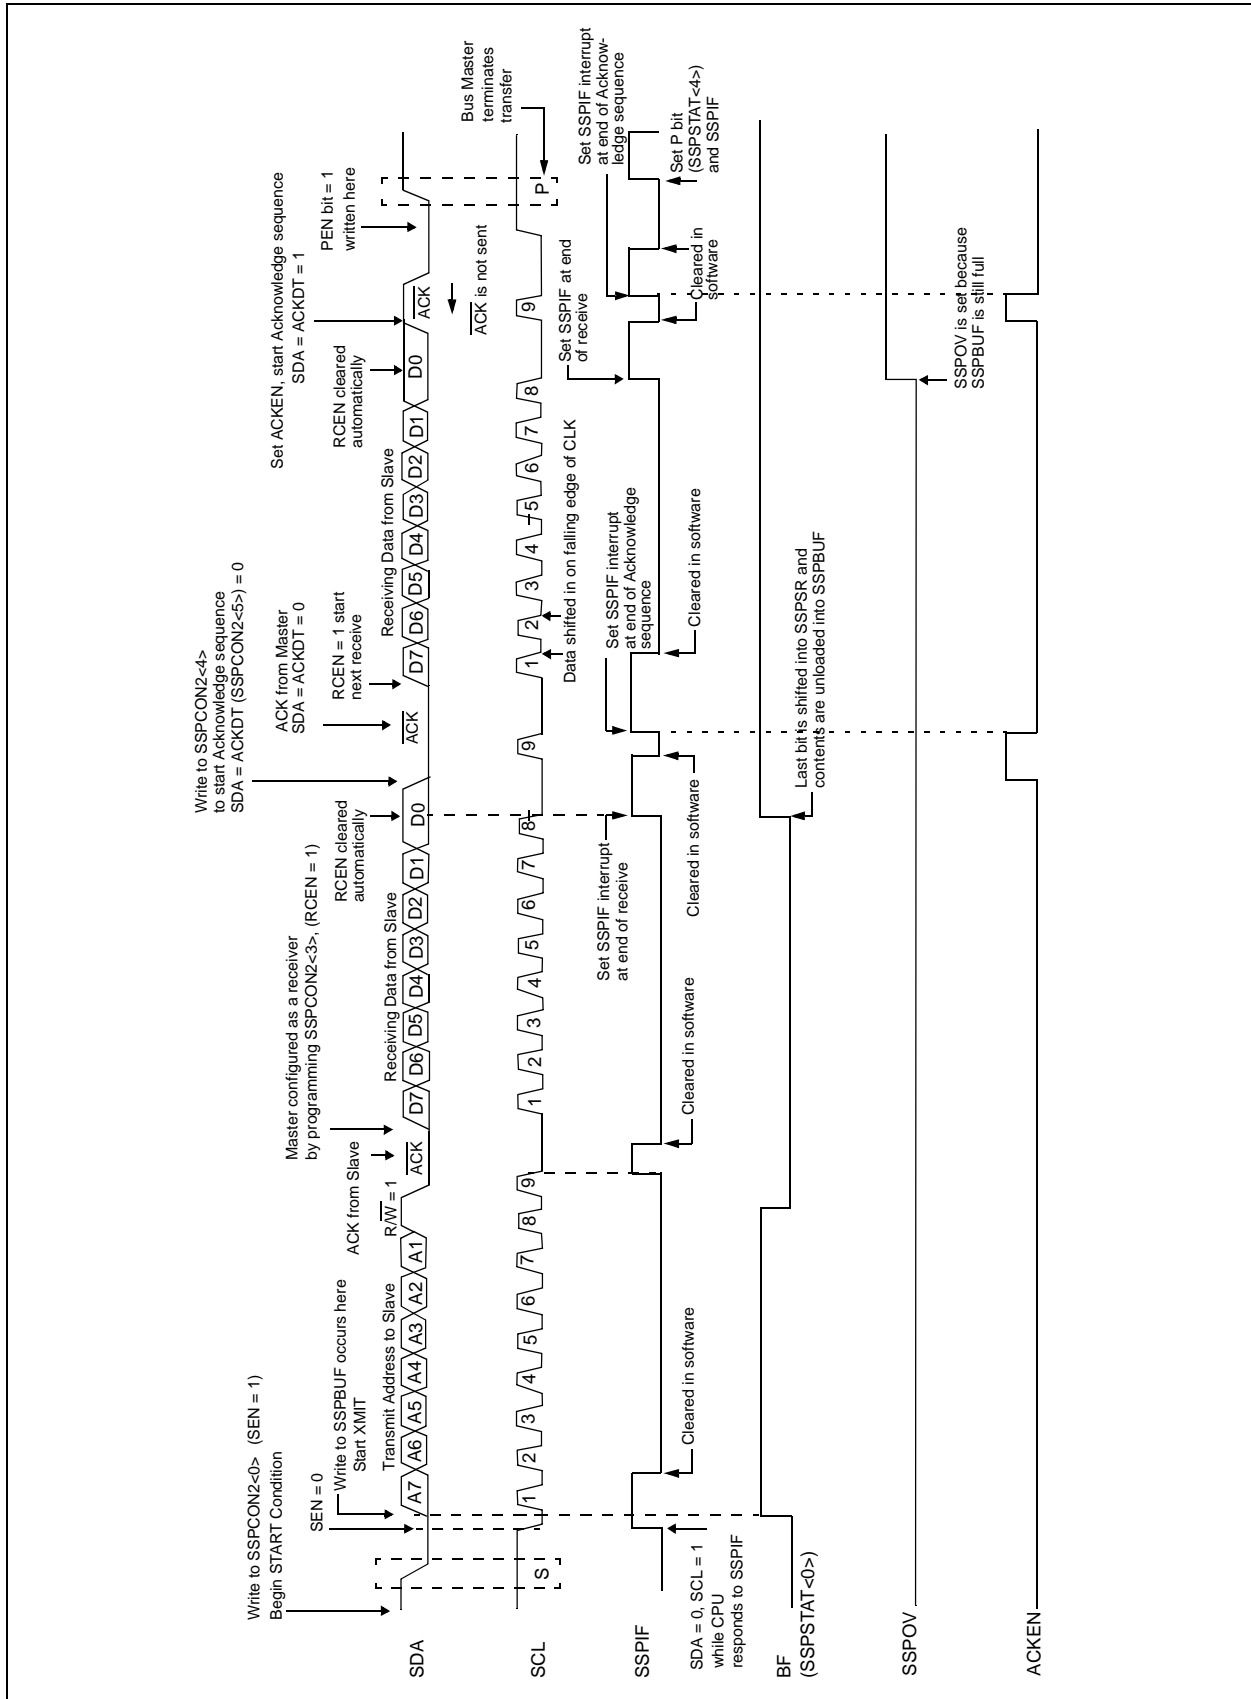 Write to SSPCON2<0> (SEN = 1)
Begin START Condition
SEN = 0
Write to SSPBUF occurs here
Start XMIT
Transmit Address to Slave
R/W = 1
ACK from Slave
Master configured as a receiver
by programming SSPCON2<3>, (RCEN = 1)
Receiving Data from Slave
RCEN cleared
automatically
Write to SSPCON2<4>
to start Acknowledge sequence
SDA = ACKDT (SSPCON2<5>) = 0
ACK from Master
SDA = ACKDT = 0
RCEN = 1 start
next receive
Receiving Data from Slave
RCEN cleared
automatically
Set ACKEN, start Acknowledge sequence
SDA = ACKDT = 1
PEN bit = 1
written here
SDA
A7 A6 A5 A4 A3 A2 A1
ACK
D7 D6 D5 D4 D3 D2 D1 D0
ACK
D7 D6 D5 D4 D3 D2 D1 D0
ACK
ACK is not sent
Bus Master
terminates
transfer
SCL
S
1 2 3 4 5 6 7 8 9
1 2 3 4 5 6 7 8 9
1 2 3 4 5 6 7 8 9
P
Data shifted in on falling edge of CLK
Set SSPIF interrupt
at end of receive
Set SSPIF interrupt
at end of Acknowledge
sequence
Set SSPIF at end
of receive
Set SSPIF interrupt
at end of Acknow-
ledge sequence
SSPIF
SDA = 0, SCL = 1
while CPU
responds to SSPIF
Cleared in software
Cleared in software
Cleared in software
Cleared in software
Cleared in
software
Set P bit
(SSPSTAT<4>)
and SSPIF
BF
(SSPSTAT<0>)
Last bit is shifted into SSPSR and
contents are unloaded into SSPBUF
SSPOV
SSPOV is set because
SSPBUF is still full
ACKEN